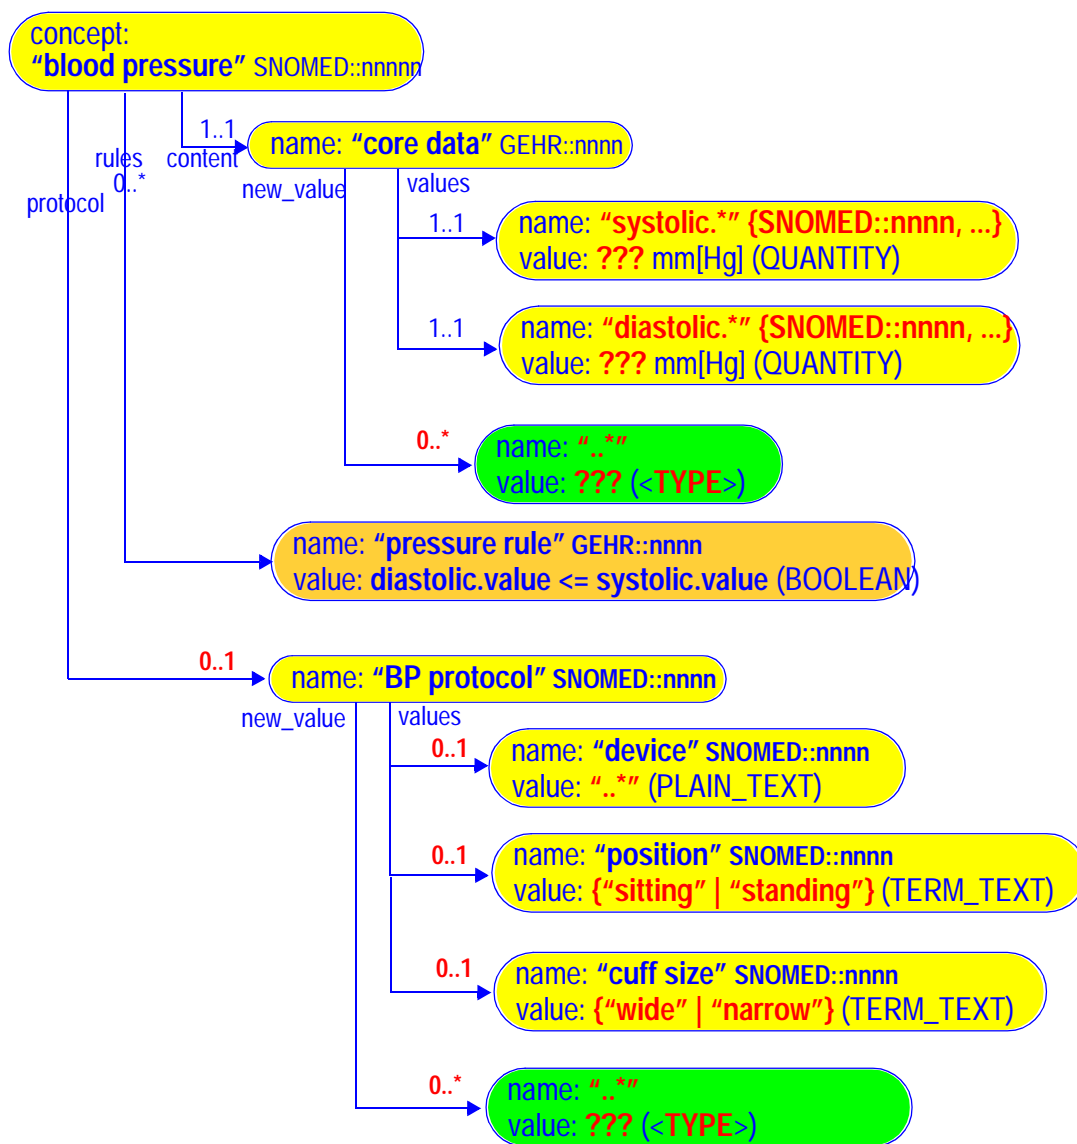 concept:
“blood pressure” SNOMED::nnnnn
1..1
rules
content
0..*
protocol
name: “core data” GEHR::nnnn
new_value
values
1..1
name: “systolic.*” {SNOMED::nnnn, ...}
value: ??? mm[Hg] (QUANTITY)
1..1
name: “diastolic.*” {SNOMED::nnnn, ...}
value: ??? mm[Hg] (QUANTITY)
0..*
name: “..*”
value: ??? (<TYPE>)
name: “pressure rule” GEHR::nnnn
value: diastolic.value <= systolic.value (BOOLEAN)
0..1
name: “BP protocol” SNOMED::nnnn
new_value
values
0..1
name: “device” SNOMED::nnnn
value: “..*” (PLAIN_TEXT)
0..1
name: “position” SNOMED::nnnn
value: {“sitting” | “standing”} (TERM_TEXT)
0..1
name: “cuff size” SNOMED::nnnn
value: {“wide” | “narrow”} (TERM_TEXT)
0..*
name: “..*”
value: ??? (<TYPE>)